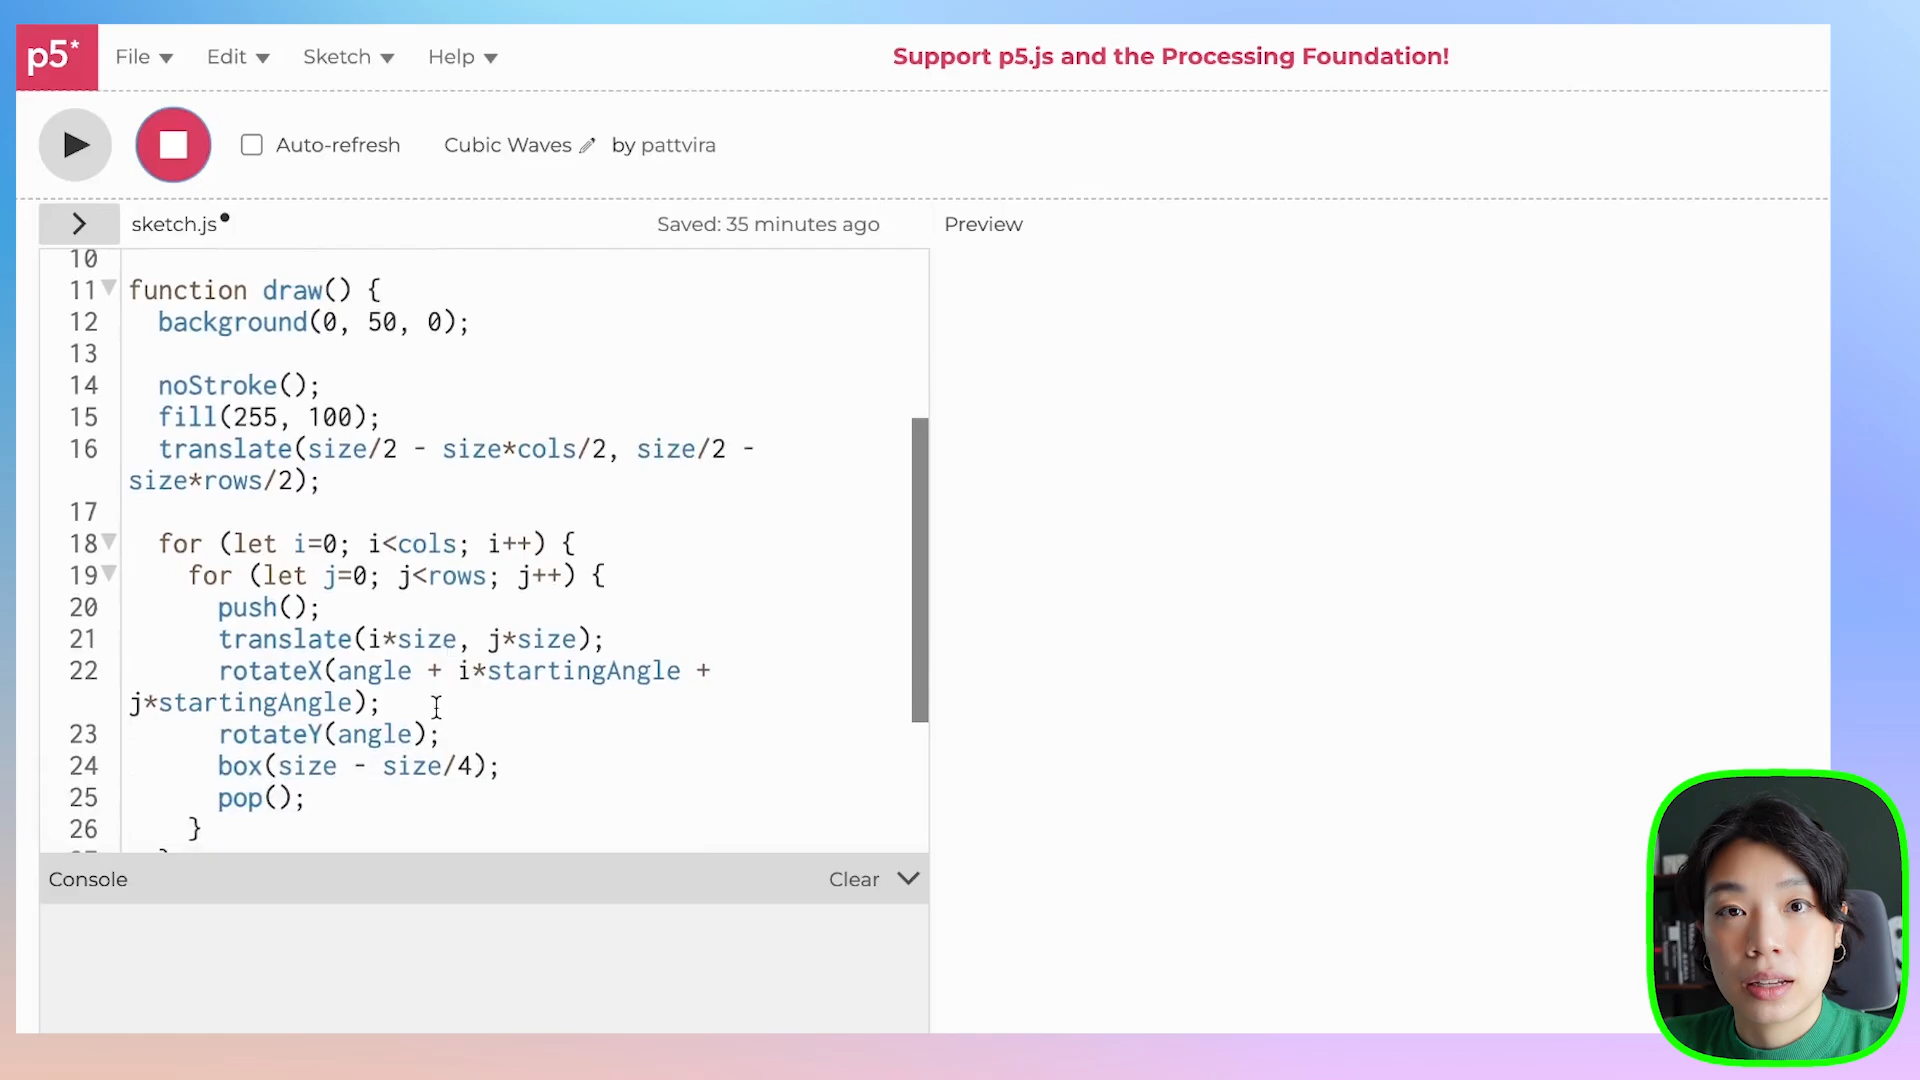 p5* File Edit Sketch Help Support p5.js and the Processing Foundation!
Auto-refresh Cubic Waves by pattvira
sketch.js Saved: 35 minutes ago Preview
10
11 function draw() {
12 background(0, 50, 0);
13
14 noStroke();
15 fill(255, 100);
16 translate(size/2 - size*cols/2, size/2 -
size*rows/2);
17
18 for (let i=0; i<cols; i++) {
19 for (let j=0; j<rows; j++) {
20 push();
21 translate(i*size, j*size);
22 rotateX(angle + i*startingAngle +
j*startingAngle);
23 rotateY(angle);
24 box(size - size/4);
25 pop();
26 }
Console Clear